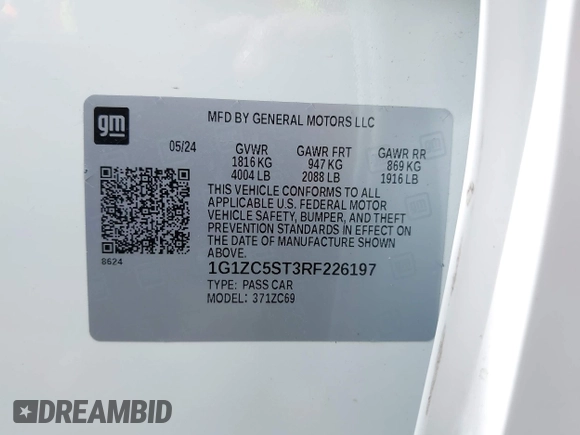 gm
MFD BY GENERAL MOTORS LLC
05/24 GVWR GAWR FRT GAWR RR
1816 KG 947 KG 869 KG
4004 LB 2088 LB 1916 LB
THIS VEHICLE CONFORMS TO ALL
APPLICABLE U.S. FEDERAL MOTOR
VEHICLE SAFETY, BUMPER, AND THEFT
PREVENTION STANDARDS IN EFFECT ON
THE DATE OF MANUFACTURE SHOWN
ABOVE.
8624
1G1ZC5ST3RF226197
TYPE: PASS CAR
MODEL: 371ZC69
DREAMBID